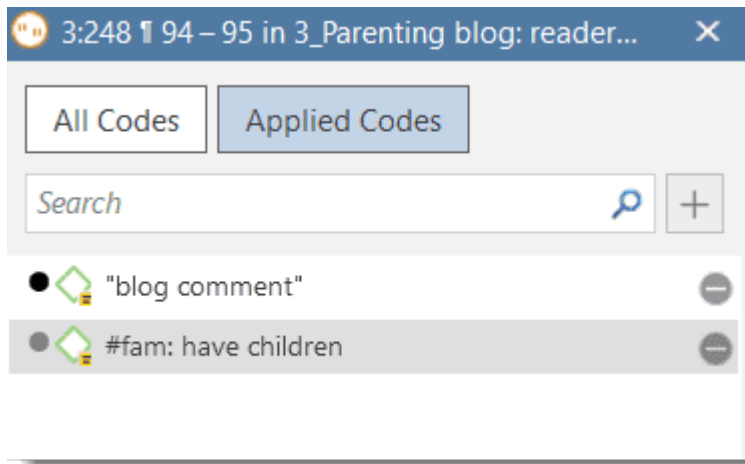 3:248 ¶ 94 – 95 in 3_Parenting blog: reader...
All Codes Applied Codes
Search
"blog comment"
#fam: have children